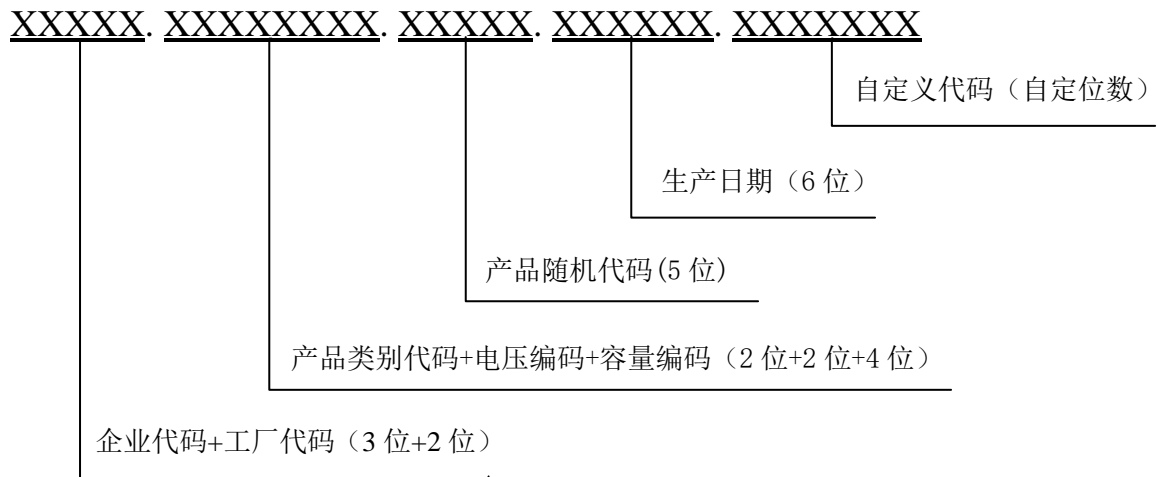 XXXXX. XXXXXXXX. XXXXX. XXXXXX. XXXXXXX
自定义代码（自定位数）
生产日期（6 位）
产品随机代码(5 位)
产品类别代码+电压编码+容量编码（2 位+2 位+4 位）
企业代码+工厂代码（3 位+2 位）